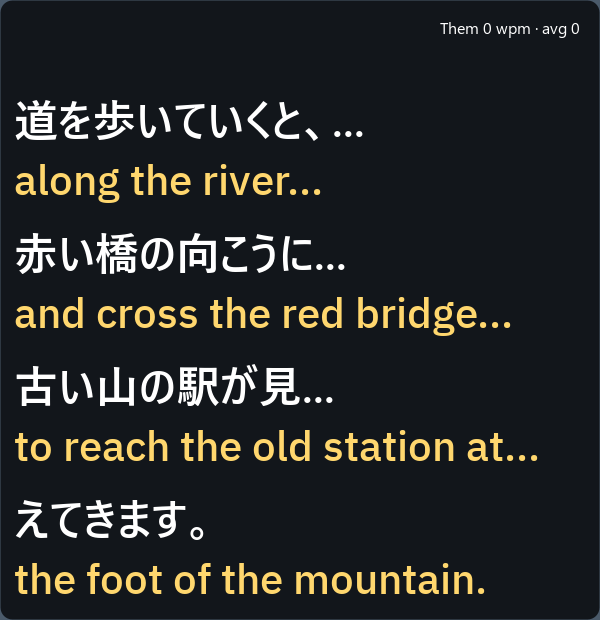 Them 0 wpm · avg 0
道を歩いていくと、...
along the river...
赤い橋の向こうに...
and cross the red bridge...
古い山の駅が見...
to reach the old station at...
えてきます。
the foot of the mountain.